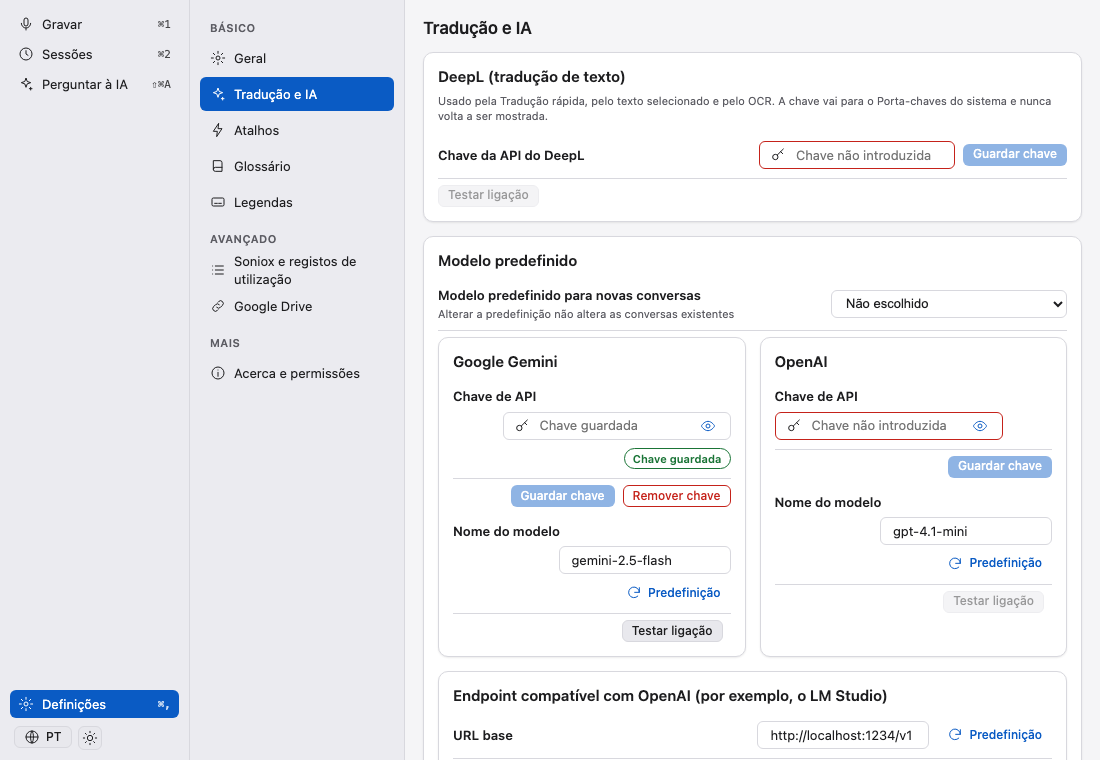 Gravar ⌘1
Sessões ⌘2
Perguntar à IA ⇧⌘A
Definições ⌘,
PT
BÁSICO
Geral
Tradução e IA
Atalhos
Glossário
Legendas
AVANÇADO
Soniox e registos de
utilização
Google Drive
MAIS
Acerca e permissões
Tradução e IA
DeepL (tradução de texto)
Usado pela Tradução rápida, pelo texto selecionado e pelo OCR. A chave vai para o Porta-chaves do sistema e nunca
volta a ser mostrada.
Chave da API do DeepL
Chave não introduzida
Guardar chave
Testar ligação
Modelo predefinido
Modelo predefinido para novas conversas
Alterar a predefinição não altera as conversas existentes
Não escolhido
Google Gemini
Chave de API
Chave guardada
Chave guardada
Guardar chave
Remover chave
Nome do modelo
gemini-2.5-flash
Predefinição
Testar ligação
OpenAI
Chave de API
Chave não introduzida
Guardar chave
Nome do modelo
gpt-4.1-mini
Predefinição
Testar ligação
Endpoint compatível com OpenAI (por exemplo, o LM Studio)
URL base
http://localhost:1234/v1
Predefinição